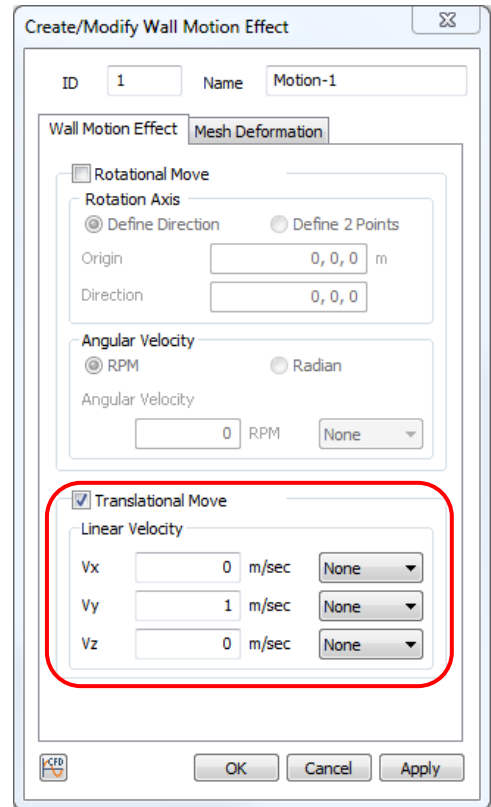 Create/Modify Wall Motion Effect
ID 1 Name Motion-1
Wall Motion Effect Mesh Deformation
Rotational Move
Rotation Axis
Define Direction Define 2 Points
Origin 0, 0, 0 m
Direction 0, 0, 0
Angular Velocity
RPM Radian
Angular Velocity
0 RPM None
Translational Move
Linear Velocity
Vx 0 m/sec None
Vy 1 m/sec None
Vz 0 m/sec None
CFD OK Cancel Apply